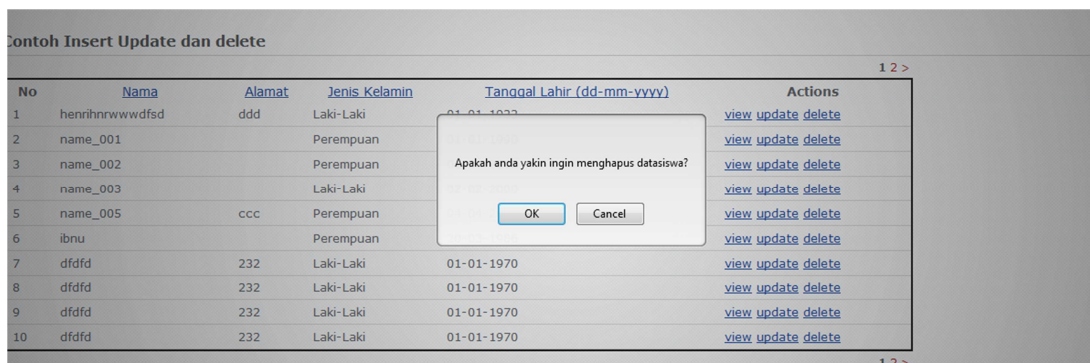 Contoh Insert Update dan delete
1 2 >
No Nama Alamat Jenis Kelamin Tanggal Lahir (dd-mm-yyyy) Actions
1 henrihnrwwwdfsd ddd Laki-Laki view update delete
2 name_001 Perempuan view update delete
3 name_002 Perempuan view update delete
Apakah anda yakin ingin menghapus datasiswa?
4 name_003 Laki-Laki view update delete
5 name_005 ccc Perempuan view update delete
OK Cancel
6 ibnu Perempuan view update delete
7 dfdfd 232 Laki-Laki 01-01-1970 view update delete
8 dfdfd 232 Laki-Laki 01-01-1970 view update delete
9 dfdfd 232 Laki-Laki 01-01-1970 view update delete
10 dfdfd 232 Laki-Laki 01-01-1970 view update delete
1 2 >